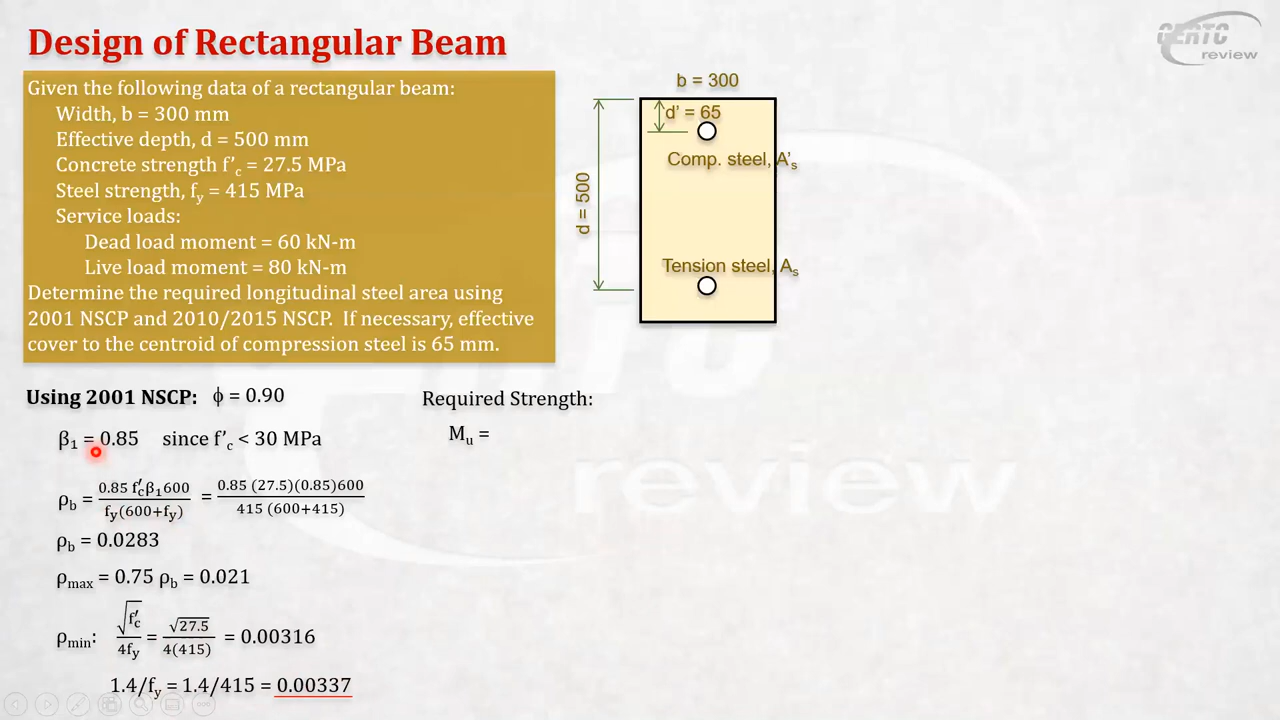 Design of Rectangular Beam
GERTC
review
Given the following data of a rectangular beam:
Width, b = 300 mm
Effective depth, d = 500 mm
Concrete strength f'c = 27.5 MPa
Steel strength, fy = 415 MPa
Service loads:
Dead load moment = 60 kN-m
Live load moment = 80 kN-m
Determine the required longitudinal steel area using
2001 NSCP and 2010/2015 NSCP. If necessary, effective
cover to the centroid of compression steel is 65 mm.
b = 300
d' = 65
Comp. steel, A's
d = 500
Tension steel, As
Using 2001 NSCP: ϕ = 0.90
β1 = 0.85 since f'c < 30 MPa
ρb = 0.85 f'cβ1600 / fy(600+fy) = 0.85 (27.5)(0.85)600 / 415 (600+415)
ρb = 0.0283
ρmax = 0.75 ρb = 0.021
ρmin: √f'c / 4fy = √27.5 / 4(415) = 0.00316
1.4/fy = 1.4/415 = 0.00337
Required Strength:
Mu =
review